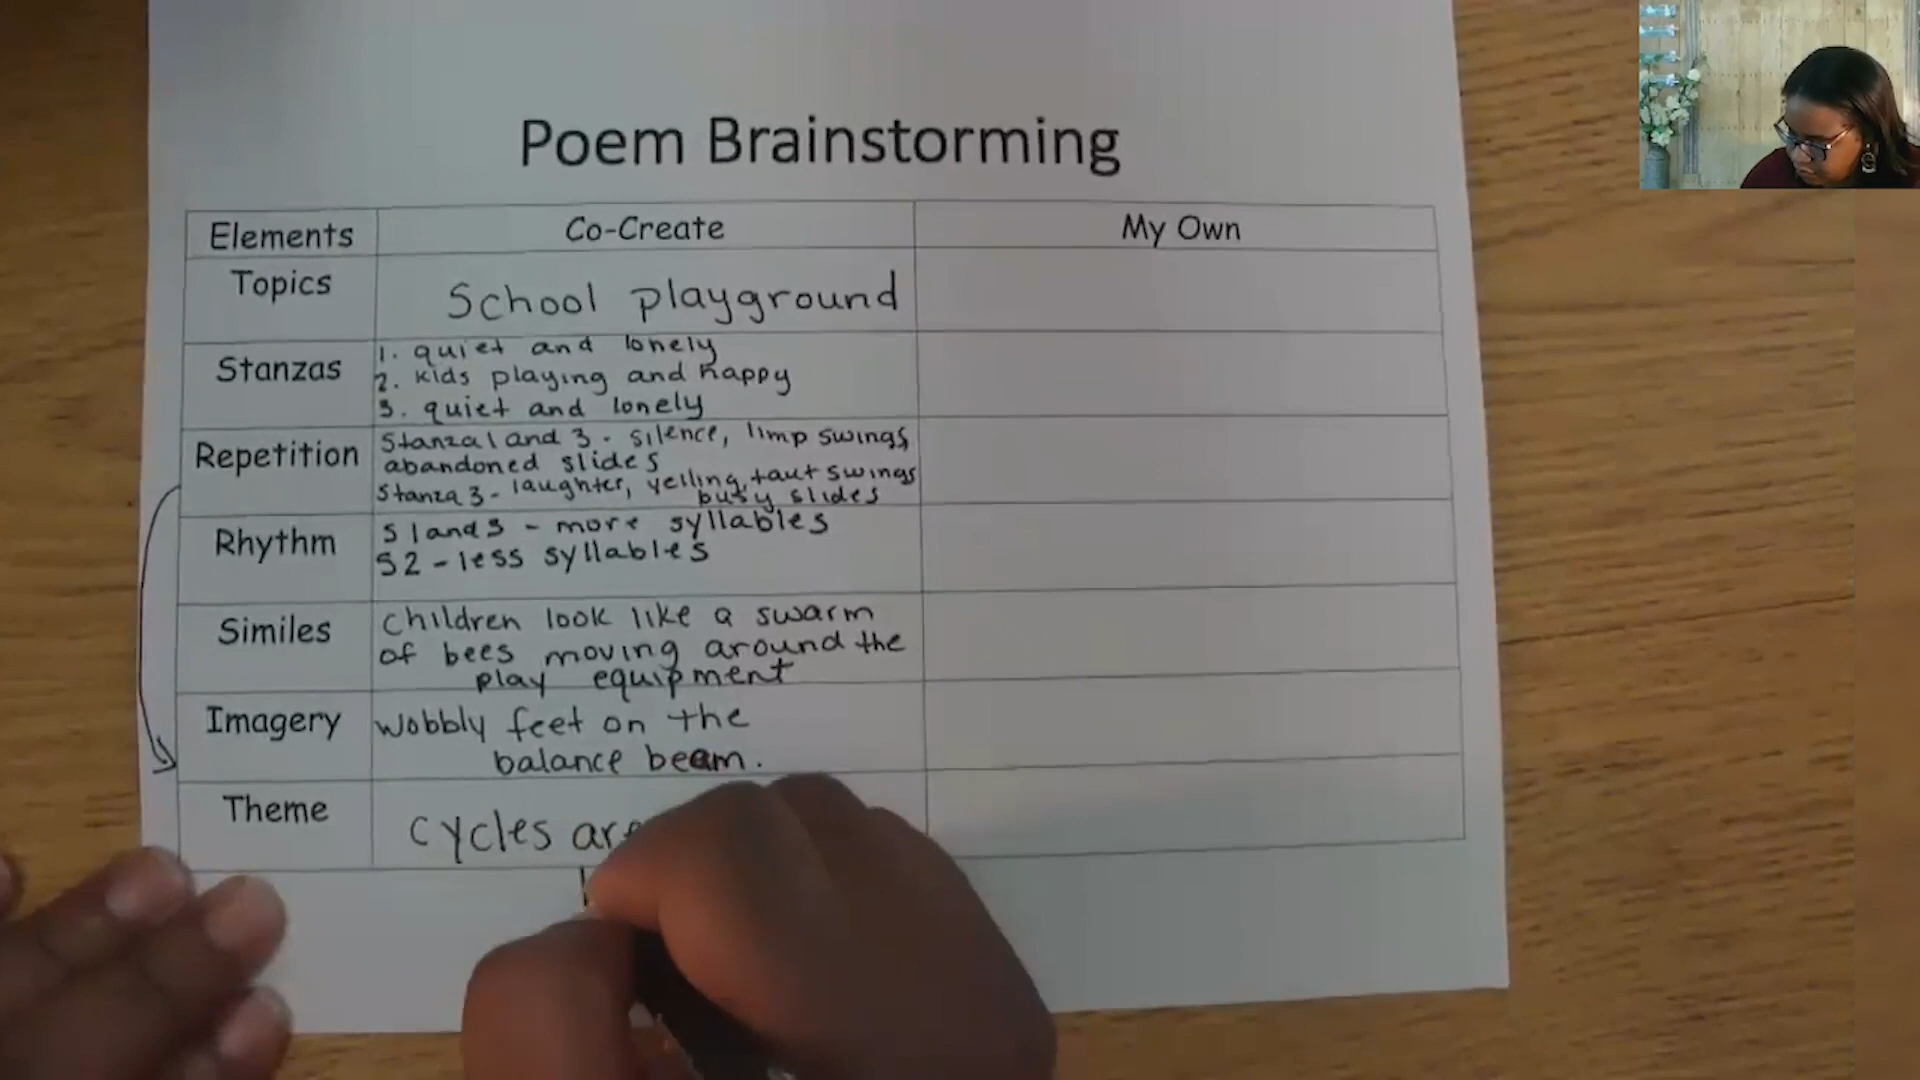 Poem Brainstorming
Elements Co-Create My Own
Topics School playground
Stanzas 1. quiet and lonely
2. kids playing and happy
3. quiet and lonely
Repetition Stanza 1 and 3 - silence, limp swings,
abandoned slides
Stanza 3 - laughter, yelling, taut swings
busy slides
Rhythm S 1 and 3 - more syllables
S2 - less syllables
Similes Children look like a swarm
of bees moving around the
play equipment
Imagery Wobbly feet on the
balance beam.
Theme Cycles are